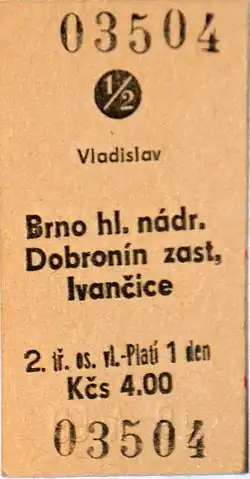 03504
1/2
Vladislav
Brno hl. nádr.
Dobronín zast,
Ivančice
2. tř. os. vl.-Platí 1 den
Kčs 4.00
03504